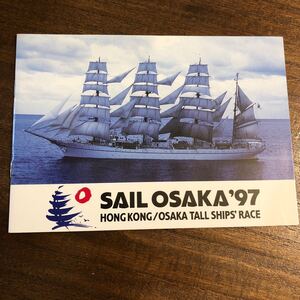 SAIL OSAKA'97
HONG KONG/OSAKA TALL SHIPS' RACE